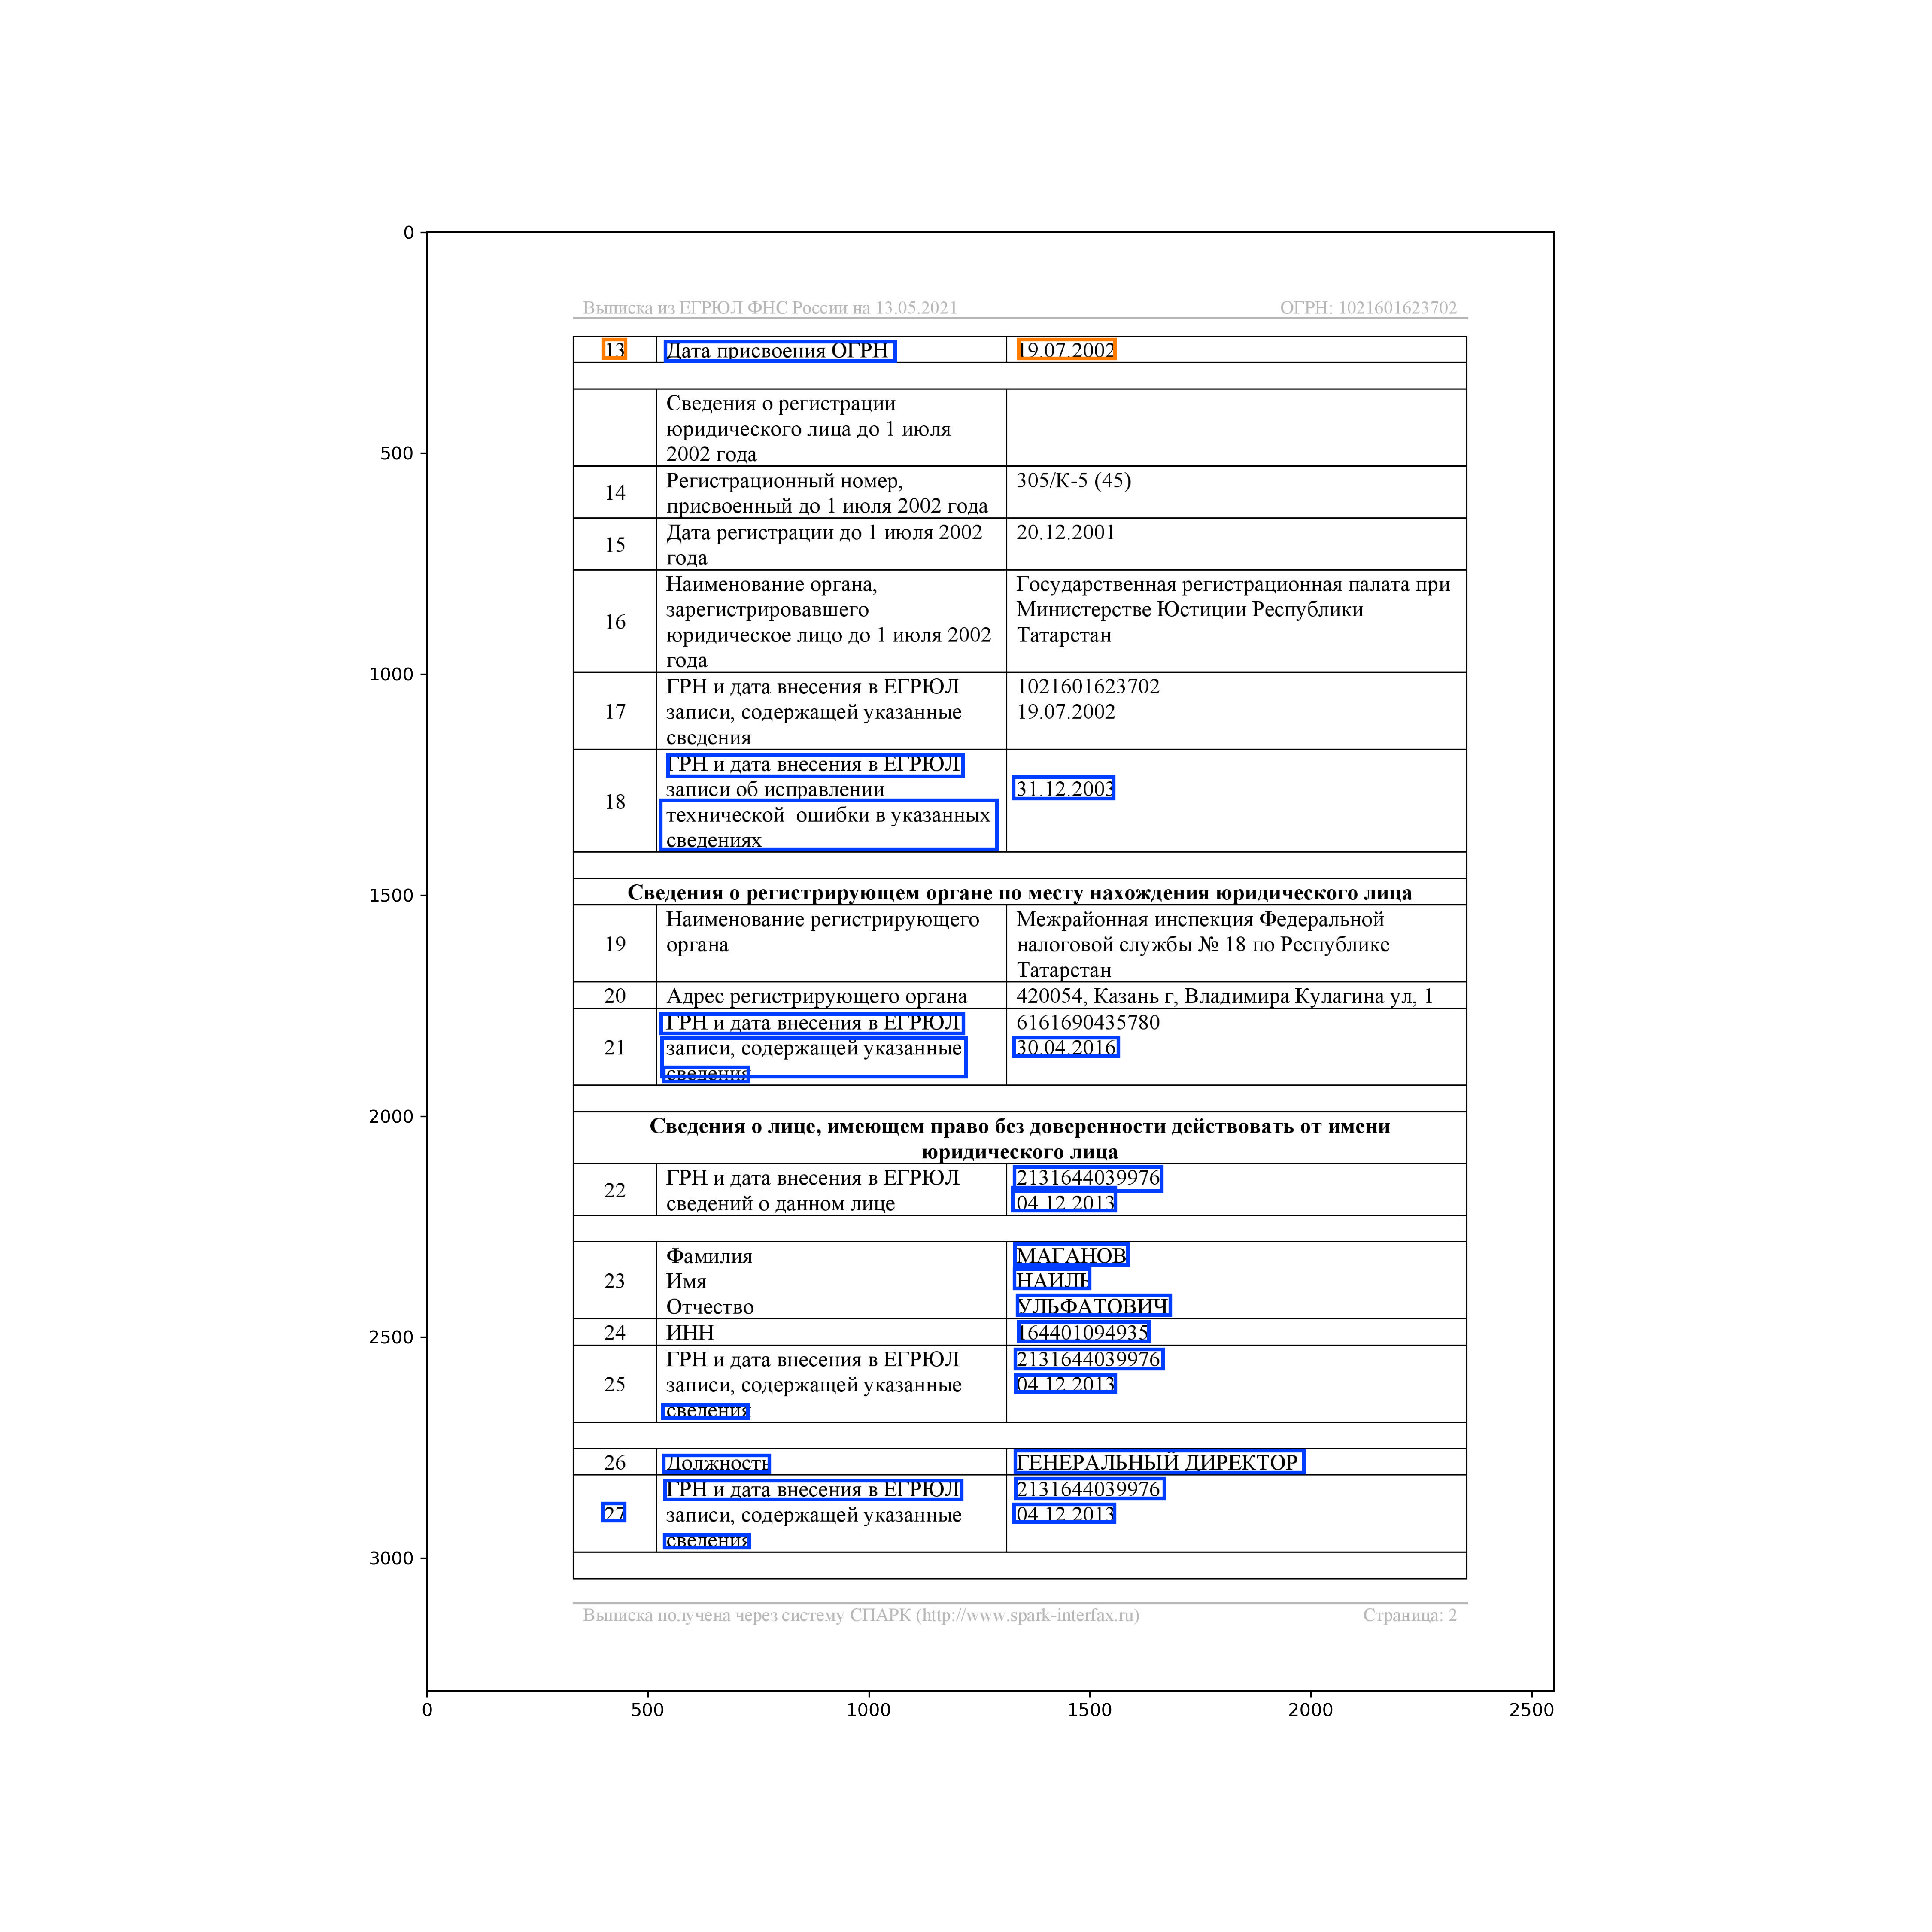 0
Выписка из ЕГРЮЛ ФНС России на 13.05.2021 ОГРН: 1021601623702
13 Дата присвоения ОГРН 19.07.2002
Сведения о регистрации
юридического лица до 1 июля
500
2002 года
14 Регистрационный номер, 305/К-5 (45)
присвоенный до 1 июля 2002 года
15 Дата регистрации до 1 июля 2002 20.12.2001
года
16 Наименование органа, Государственная регистрационная палата при
зарегистрировавшего Министерстве Юстиции Республики
юридическое лицо до 1 июля 2002 Татарстан
года
1000
17 ГРН и дата внесения в ЕГРЮЛ 1021601623702
записи, содержащей указанные 19.07.2002
сведения
18 ГРН и дата внесения в ЕГРЮЛ
записи об исправлении 31.12.2003
технической  ошибки в указанных
сведениях
1500
Сведения о регистрирующем органе по месту нахождения юридического лица
19 Наименование регистрирующего Межрайонная инспекция Федеральной
органа налоговой службы № 18 по Республике
Татарстан
20 Адрес регистрирующего органа 420054, Казань г, Владимира Кулагина ул, 1
21 ГРН и дата внесения в ЕГРЮЛ 6161690435780
записи, содержащей указанные 30.04.2016
сведения
2000
Сведения о лице, имеющем право без доверенности действовать от имени
юридического лица
22 ГРН и дата внесения в ЕГРЮЛ 2131644039976
сведений о данном лице 04.12.2013
23 Фамилия МАГАНОВ
Имя НАИЛЬ
Отчество УЛЬФАТОВИЧ
2500
24 ИНН 164401094935
25 ГРН и дата внесения в ЕГРЮЛ 2131644039976
записи, содержащей указанные 04.12.2013
сведения
26 Должность ГЕНЕРАЛЬНЫЙ ДИРЕКТОР
27 ГРН и дата внесения в ЕГРЮЛ 2131644039976
записи, содержащей указанные 04.12.2013
сведения
3000
Выписка получена через систему СПАРК (http://www.spark-interfax.ru) Страница: 2
0 500 1000 1500 2000 2500